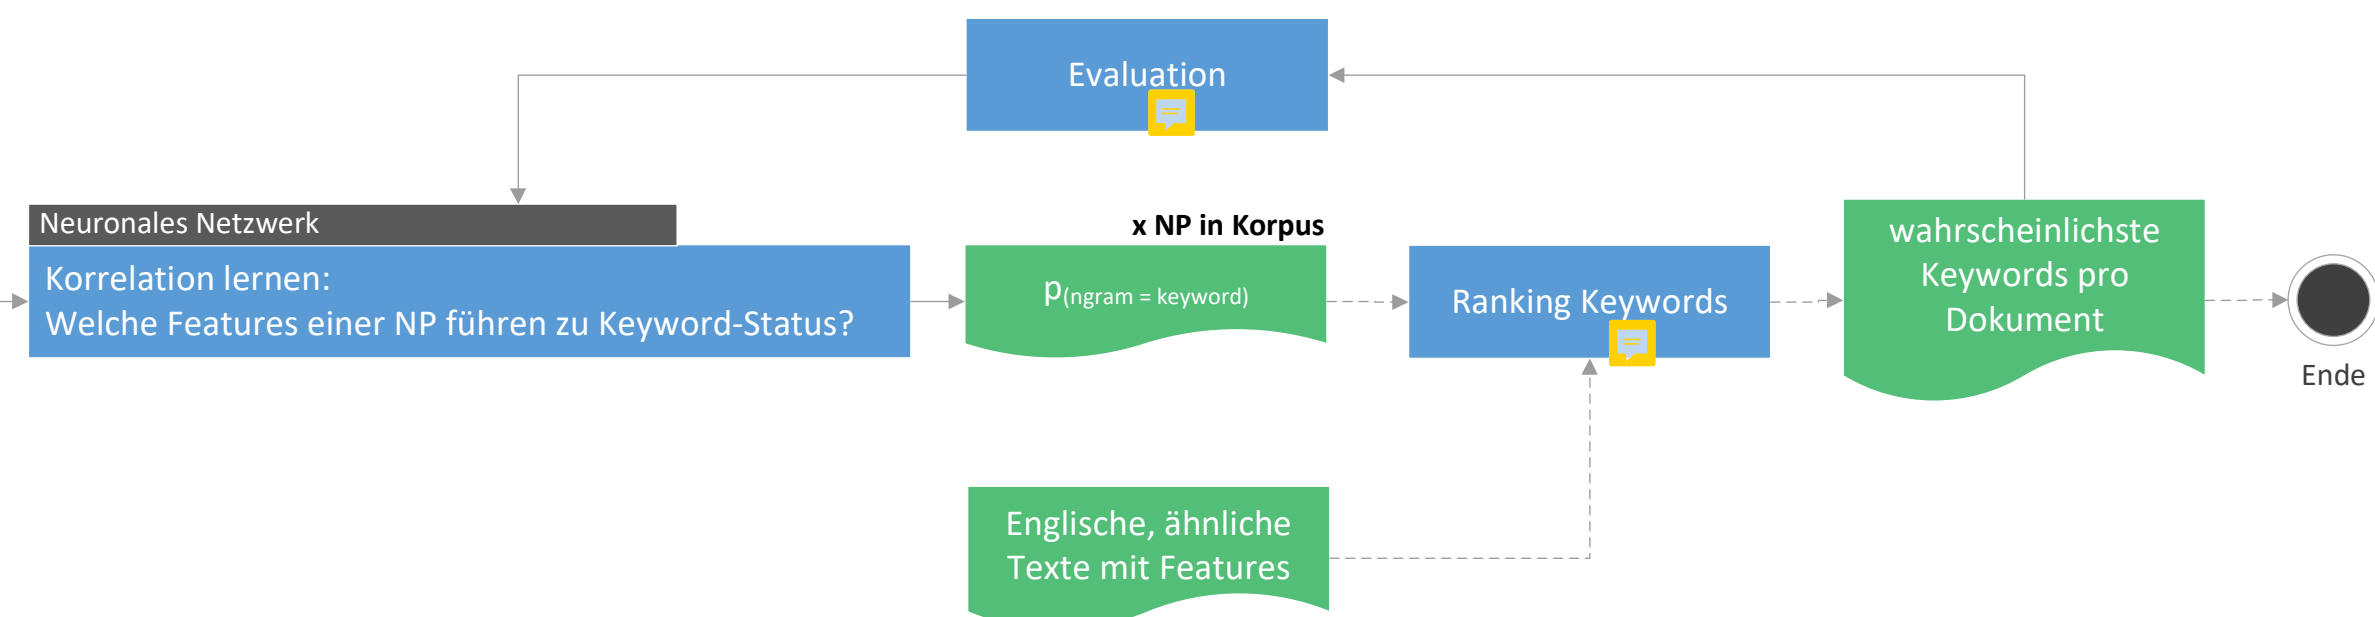 Evaluation
Neuronales Netzwerk
Korrelation lernen:
Welche Features einer NP führen zu Keyword-Status?
x NP in Korpus
p(ngram = keyword)
Ranking Keywords
wahrscheinlichste
Keywords pro
Dokument
Ende
Englische, ähnliche
Texte mit Features